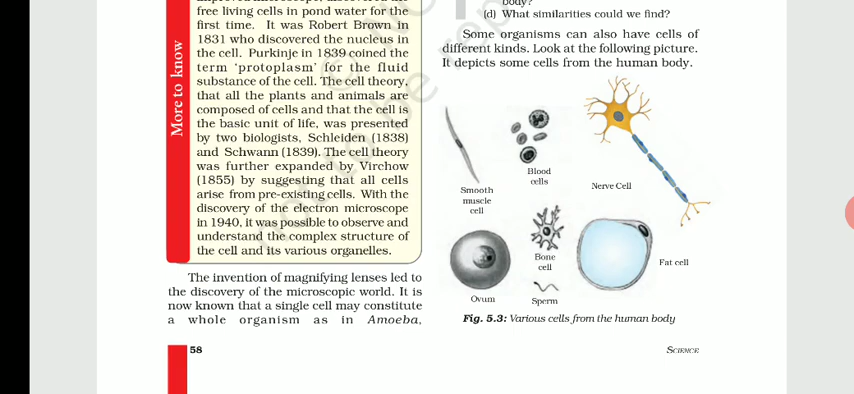 free living cells in pond water for the
first time. It was Robert Brown in
1831 who discovered the nucleus in
the cell. Purkinje in 1839 coined the
term ‘protoplasm’ for the fluid
substance of the cell. The cell theory,
that all the plants and animals are
composed of cells and that the cell is
the basic unit of life, was presented
by two biologists, Schleiden (1838)
and Schwann (1839). The cell theory
was further expanded by Virchow
(1855) by suggesting that all cells
arise from pre-existing cells. With the
discovery of the electron microscope
in 1940, it was possible to observe and
understand the complex structure of
the cell and its various organelles.
More to know
The invention of magnifying lenses led to
the discovery of the microscopic world. It is
now known that a single cell may constitute
a whole organism as in Amoeba,
body?
(d) What similarities could we find?
Some organisms can also have cells of
different kinds. Look at the following picture.
It depicts some cells from the human body.
Smooth
muscle
cell
Blood
cells
Nerve Cell
Ovum
Bone
cell
Sperm
Fat cell
Fig. 5.3: Various cells from the human body
58
SCIENCE